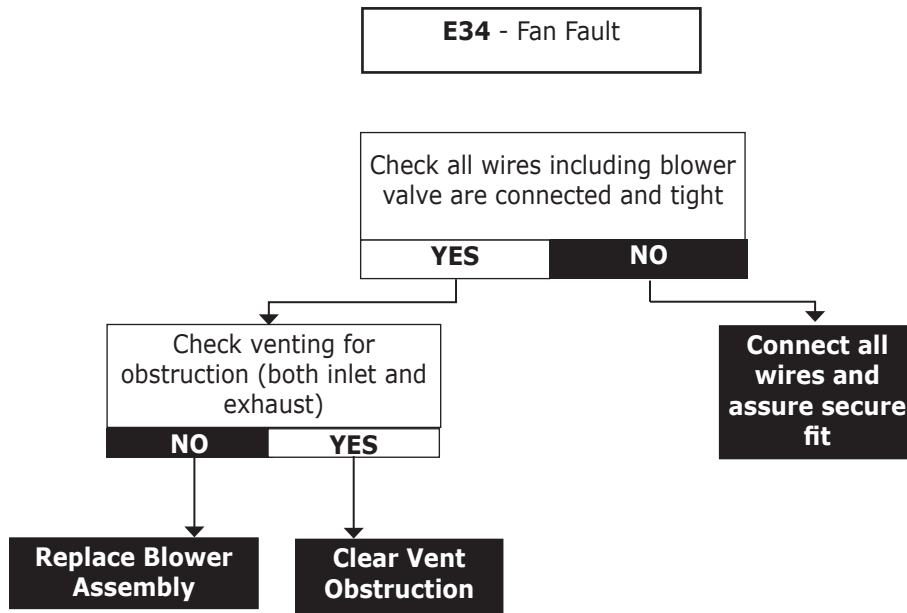 E34 - Fan Fault
Check all wires including blower
valve are connected and tight
YES
NO
Check venting for
obstruction (both inlet and
exhaust)
NO
YES
Connect all
wires and
assure secure
fit
Replace Blower
Assembly
Clear Vent
Obstruction